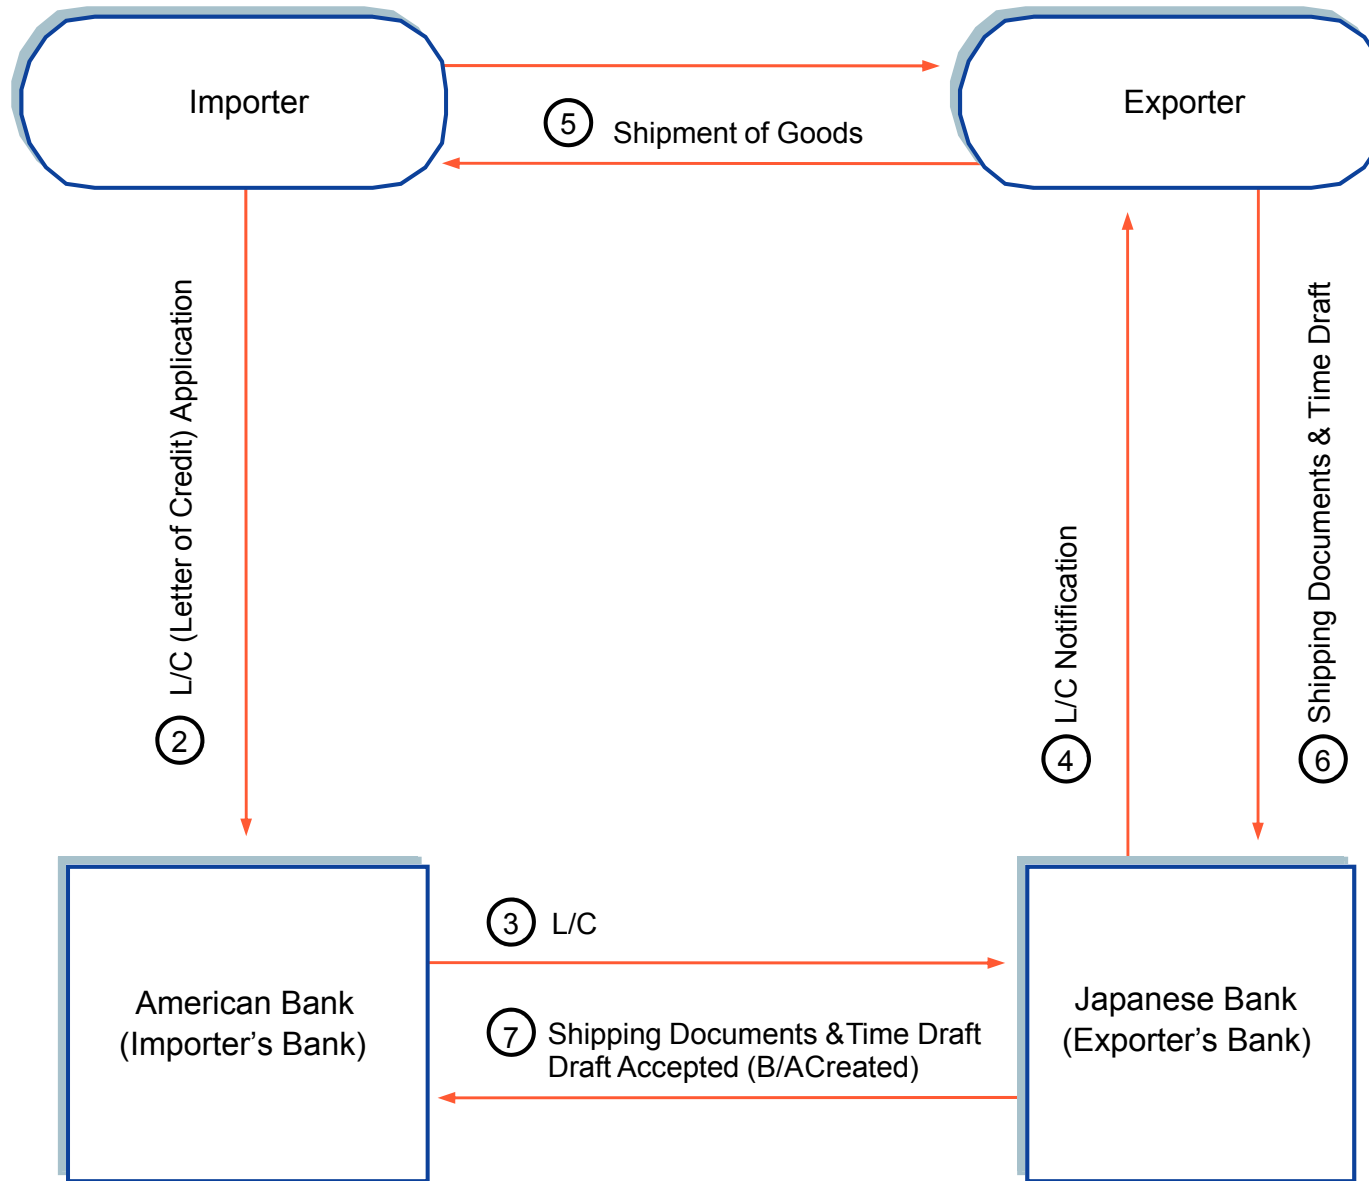 Importer
Exporter
5 Shipment of Goods
L/C (Letter of Credit) Application
2
L/C Notification
4
Shipping Documents & Time Draft
6
3 L/C
American Bank
(Importer’s Bank)
7 Shipping Documents &Time Draft
Draft Accepted (B/ACreated)
Japanese Bank
(Exporter’s Bank)